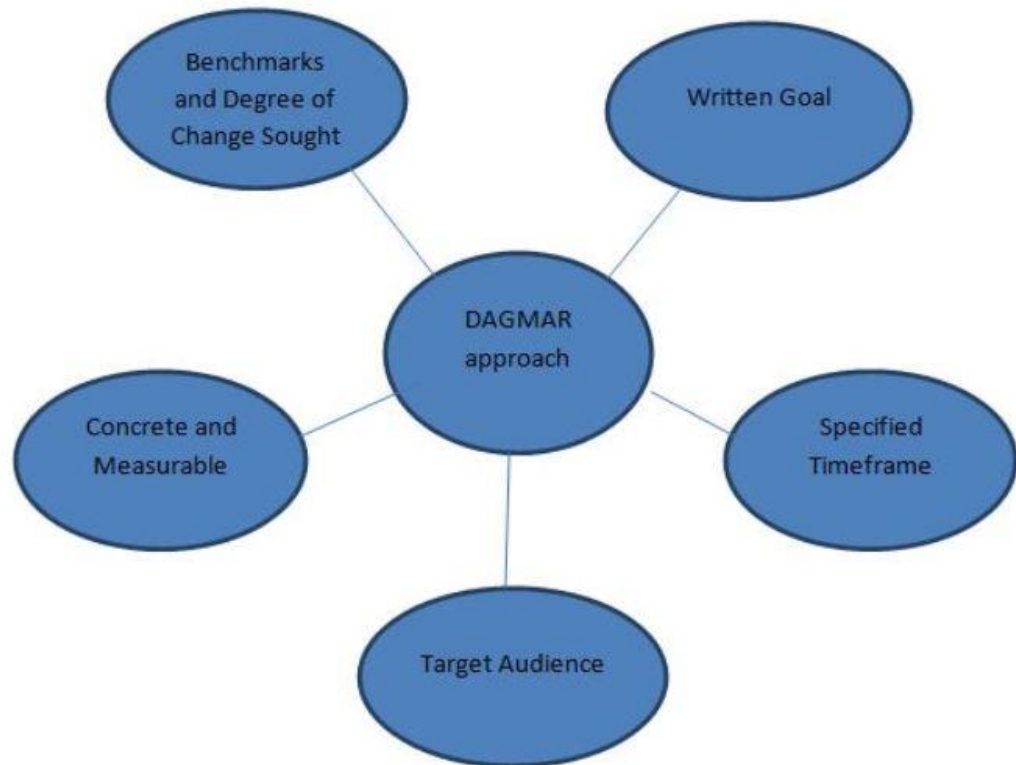 Benchmarks
and Degree of
Change Sought
Written Goal
DAGMAR
approach
Concrete and
Measurable
Specified
Timeframe
Target Audience